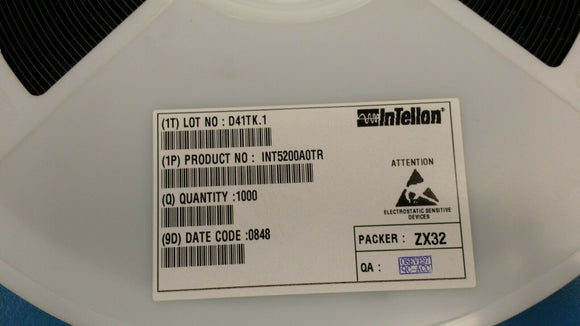 (1T) LOT NO : D41TK.1
InTellon
(1P) PRODUCT NO : INT5200A0TR
(Q) QUANTITY :1000
(9D) DATE CODE :0848
ATTENTION
ELECTROSTATIC SENSITIVE
DEVICES
PACKER : ZX32
QA :